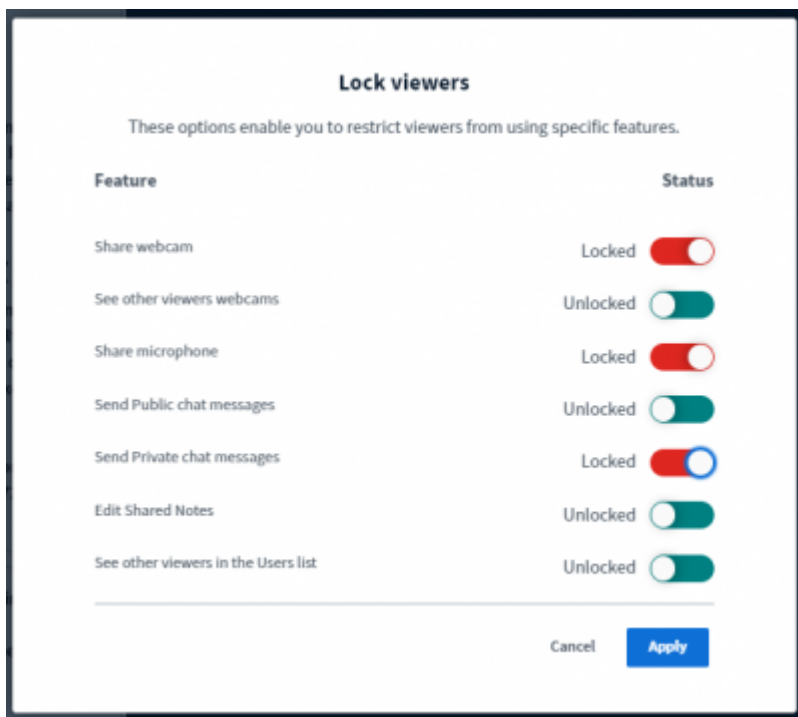 Lock viewers
These options enable you to restrict viewers from using specific features.
Feature Status
Share webcam Locked
See other viewers webcams Unlocked
Share microphone Locked
Send Public chat messages Unlocked
Send Private chat messages Locked
Edit Shared Notes Unlocked
See other viewers in the Users list Unlocked
Cancel Apply